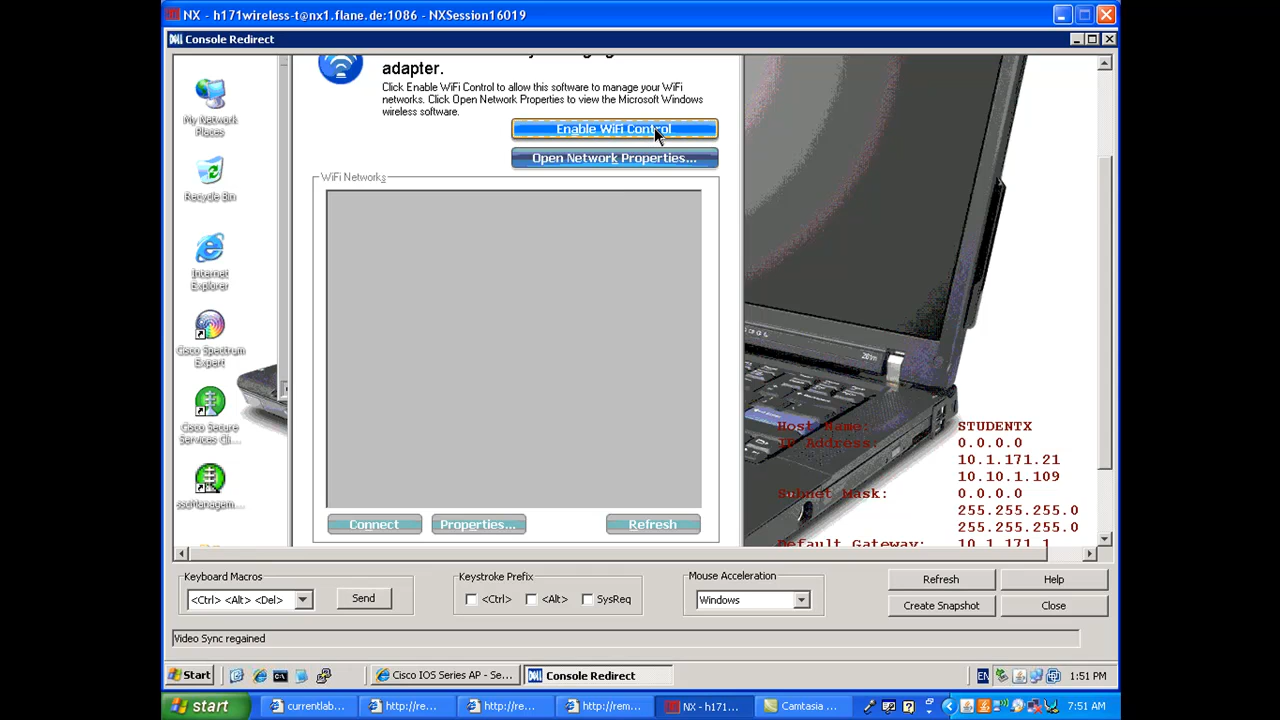 NX - h171wireless-t@nx1.flane.de:1086 - NXSession16019
Console Redirect
adapter.
Click Enable WiFi Control to allow this software to manage your WiFi
networks. Click Open Network Properties to view the Microsoft Windows
wireless software.
Enable WiFi Control
Open Network Properties...
WiFi Networks
Connect
Properties...
Refresh
My Network
Places
Recycle Bin
Internet
Explorer
Cisco Spectrum
Expert
Cisco Secure
Services Cli...
sscManagem...
Host Name:
STUDENTX
IP Address:
0.0.0.0
10.1.171.21
10.10.1.109
Subnet Mask:
0.0.0.0
255.255.255.0
255.255.255.0
Default Gateway:
10.1.171.1
Keyboard Macros
<Ctrl> <Alt> <Del>
Send
Keystroke Prefix
<Ctrl>
<Alt>
SysReq
Mouse Acceleration
Windows
Refresh
Help
Create Snapshot
Close
Video Sync regained
Start
Cisco IOS Series AP - Se...
Console Redirect
EN
1:51 PM
start
currentlab...
http://re...
http://re...
http://rem...
NX - h171...
Camtasia ...
7:51 AM